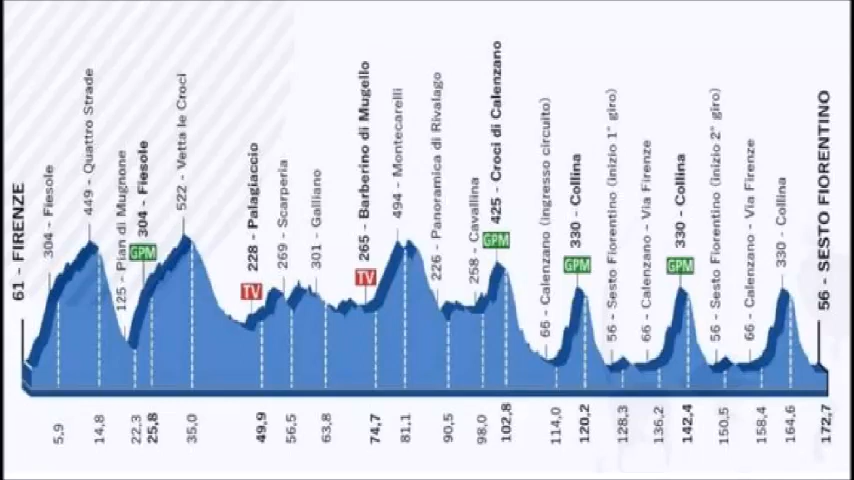 61 - FIRENZE
304 - Fiesole
449 - Quattro Strade
125 - Pian di Mugnone
GPM
304 - Fiesole
522 - Vetta le Croci
TV
228 - Palagiaccio
269 - Scarperia
301 - Galliano
TV
265 - Barberino di Mugello
494 - Montecarelli
226 - Panoramica di Rivalago
258 - Cavallina
GPM
425 - Croci di Calenzano
66 - Calenzano (ingresso circuito)
GPM
330 - Collina
56 - Sesto Fiorentino (inizio 1° giro)
66 - Calenzano - Via Firenze
GPM
330 - Collina
56 - Sesto Fiorentino (inizio 2° giro)
66 - Calenzano - Via Firenze
330 - Collina
56 - SESTO FIORENTINO
5,9
14,8
22,3
25,8
35,0
49,9
56,5
63,8
74,7
81,1
90,5
98,0
102,8
114,0
120,2
128,3
136,2
142,4
150,5
158,4
164,6
172,7